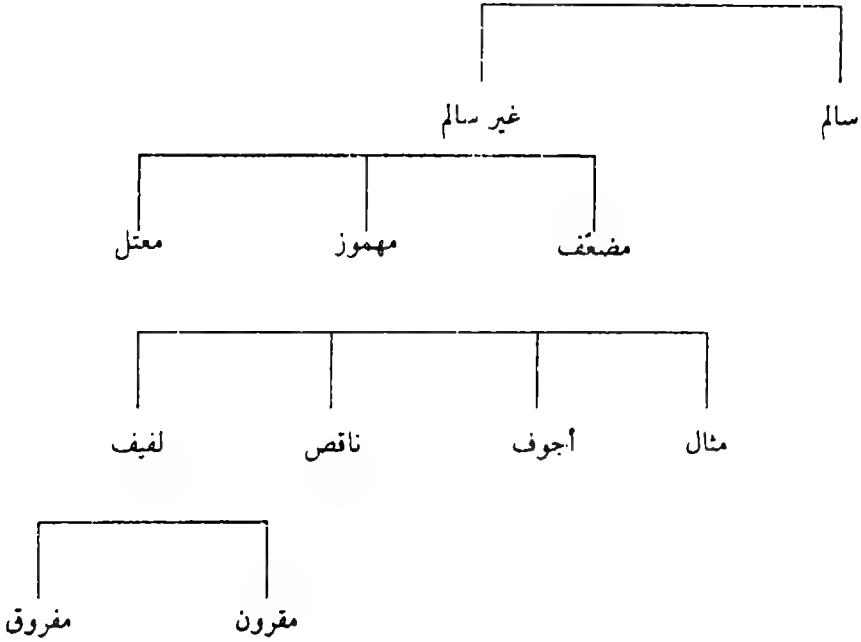 سالم غير سالم
مضعّف مهموز معتل
مثال أجوف ناقص لفيف
مقرون مفروق